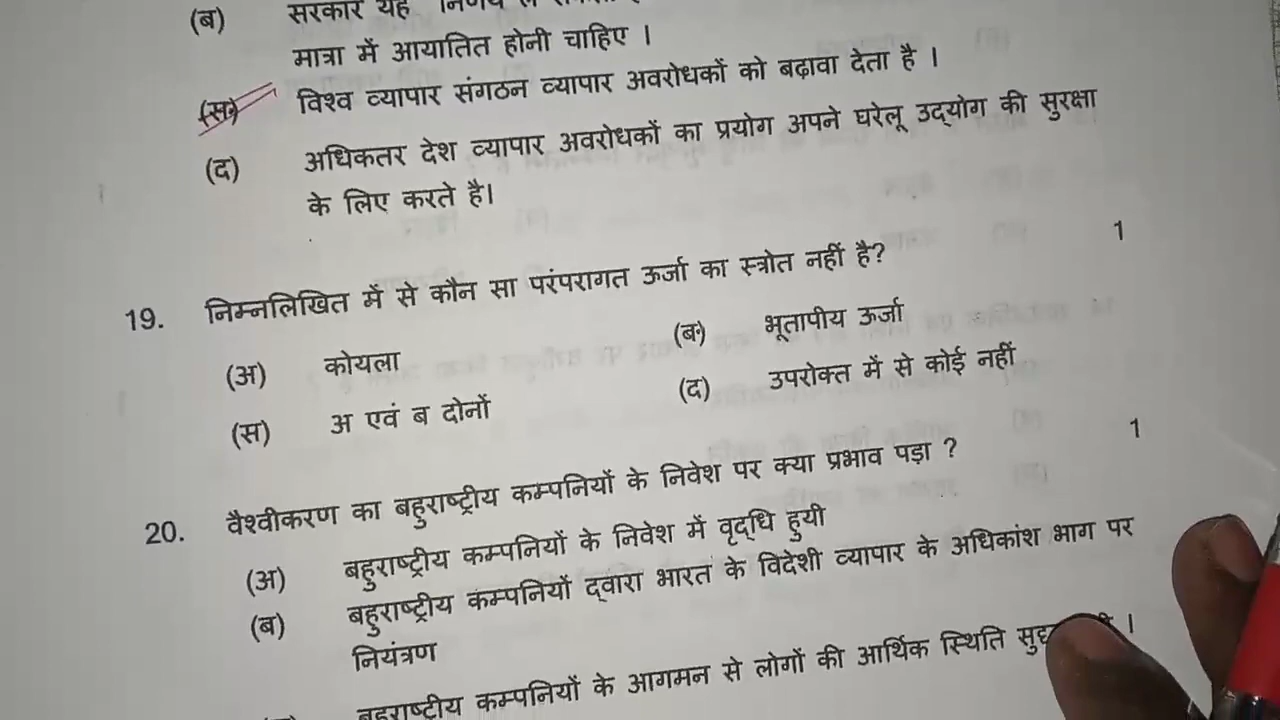 (ब) सरकार यह
मात्रा में आयातित होनी चाहिए ।
(स) विश्व व्यापार संगठन व्यापार अवरोधकों को बढ़ावा देता है ।
(द) अधिकतर देश व्यापार अवरोधकों का प्रयोग अपने घरेलू उद्योग की सुरक्षा
के लिए करते है।
19. निम्नलिखित में से कौन सा परंपरागत ऊर्जा का स्त्रोत नहीं है? 1
(अ) कोयला (ब) भूतापीय ऊर्जा
(स) अ एवं ब दोनों (द) उपरोक्त में से कोई नहीं
20. वैश्वीकरण का बहुराष्ट्रीय कम्पनियों के निवेश पर क्या प्रभाव पड़ा ? 1
(अ) बहुराष्ट्रीय कम्पनियों के निवेश में वृद्धि हुयी
(ब) बहुराष्ट्रीय कम्पनियों द्वारा भारत के विदेशी व्यापार के अधिकांश भाग पर
नियंत्रण
बहुराष्ट्रीय कम्पनियों के आगमन से लोगों की आर्थिक स्थिति ।